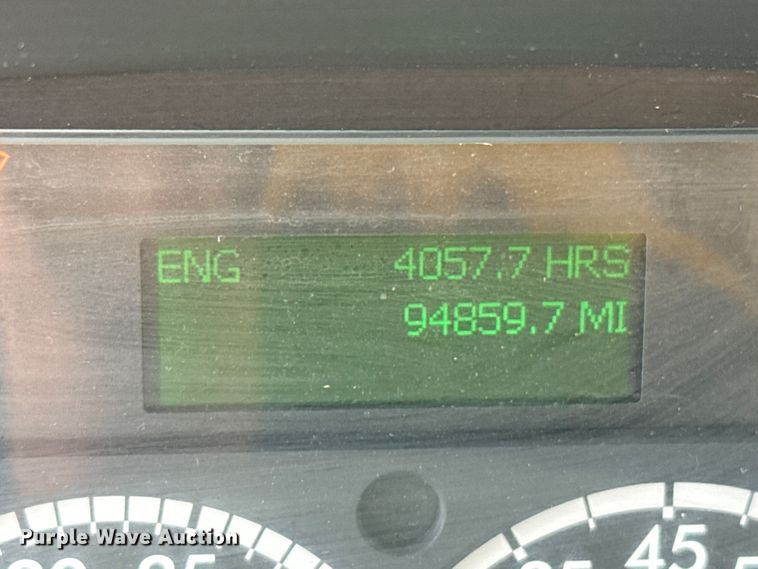 ENG 4057.7 HRS
94859.7 MI
45
Purple Wave Auction